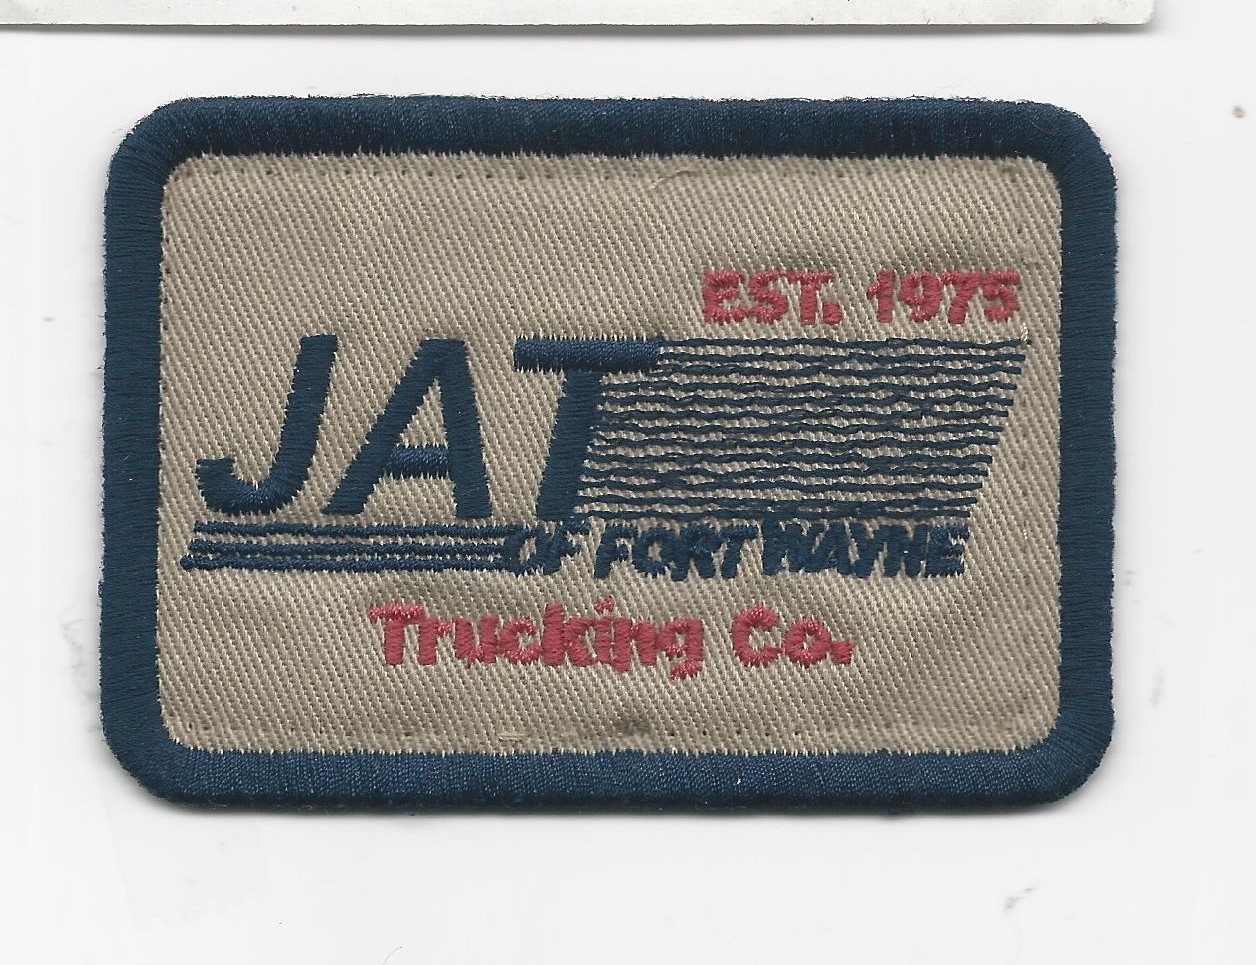 EST. 1975
JAT
OF FORT WAYNE
Trucking Co.